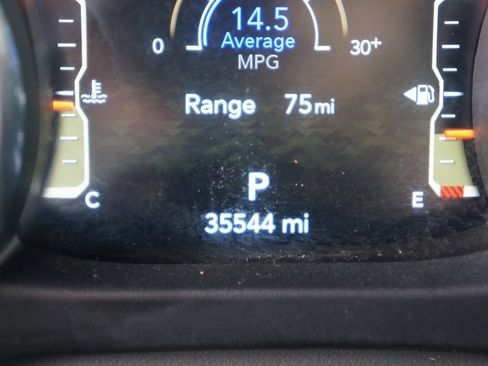 14.5
Average
0 30+
MPG
Range 75mi
P
C E
35544 mi